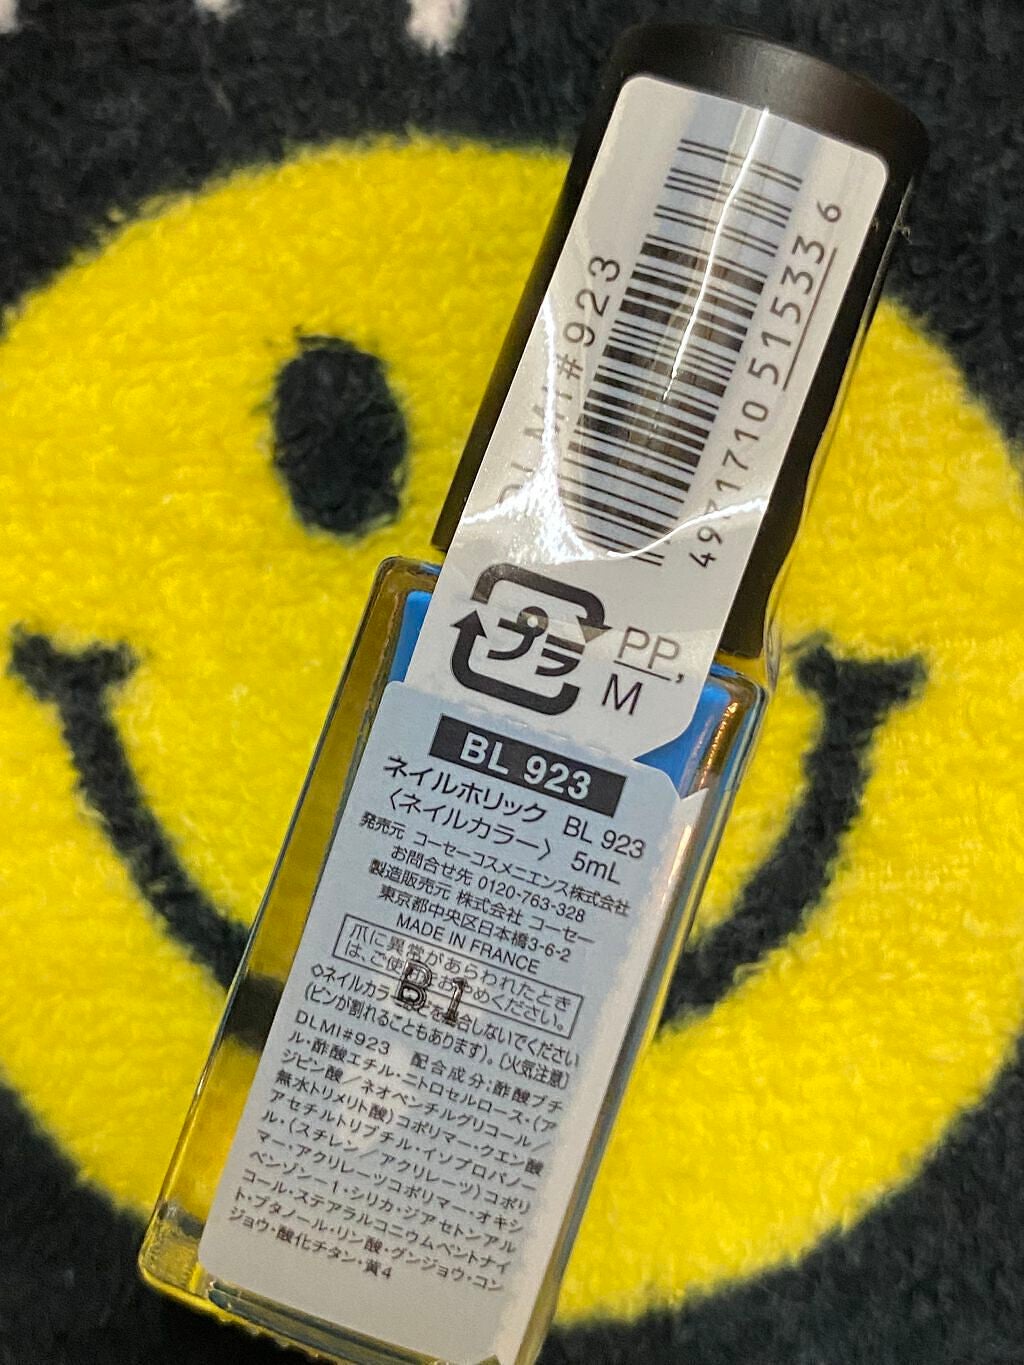 DLMI#923
4971710 515333 6
プラ
PP,
M
BL 923
ネイルホリック BL 923
〈ネイルカラー〉 5mL
発売元 コーセーコスメニエンス株式会社
お問合せ先 0120-763-328
製造販売元 株式会社 コーセー
東京都中央区日本橋3-6-2
MADE IN FRANCE
爪に異常があらわれたとき
は、ご使用をおやめください。
B1
◇ネイルカラーなどを混合しないでください
(ビンが割れることもあります)。(火気注意)
DLMI#923 配合成分:酢酸ブチ
ル・酢酸エチル・ニトロセルロース・(ア
ジピン酸/ネオペンチルグリコール/
無水トリメリト酸)コポリマー・クエン酸
アセチルトリブチル・イソプロパノー
ル・(スチレン/アクリレーツ)コポリ
マー・アクリレーツコポリマー・オキシ
ベンゾン-1・シリカ・ジアセトンアル
コール・ステアラルコニウムベントナイ
ト・ブタノール・リン酸・グンジョウ・コン
ジョウ・酸化チタン・黄4